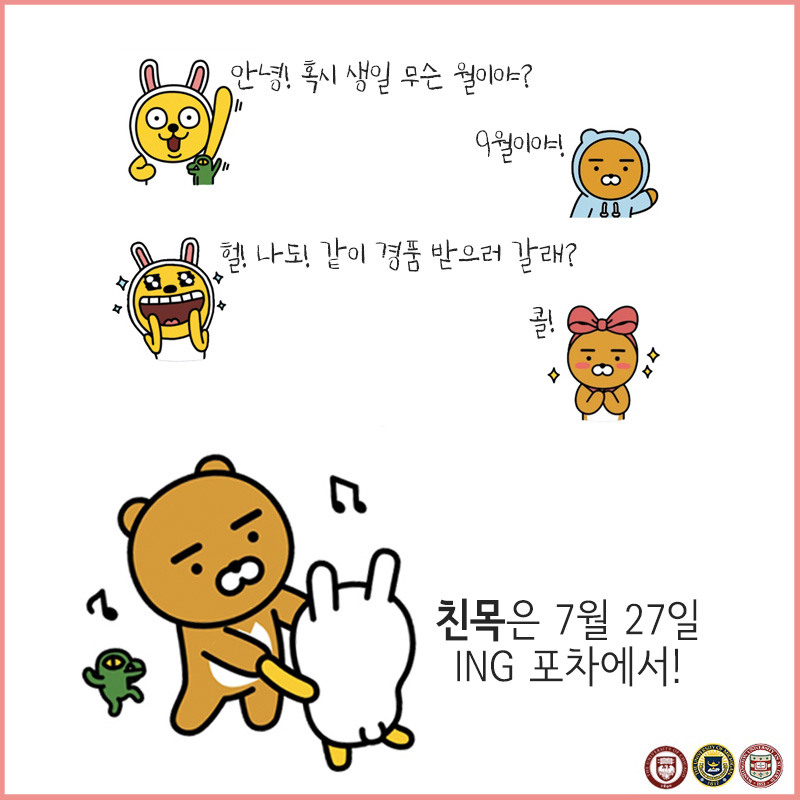 안녕! 혹시 생일 무슨 월이야?
9월이야!
헐! 나도! 같이 경품 받으러 갈래?
콜!
친목은 7월 27일
ING 포차에서!